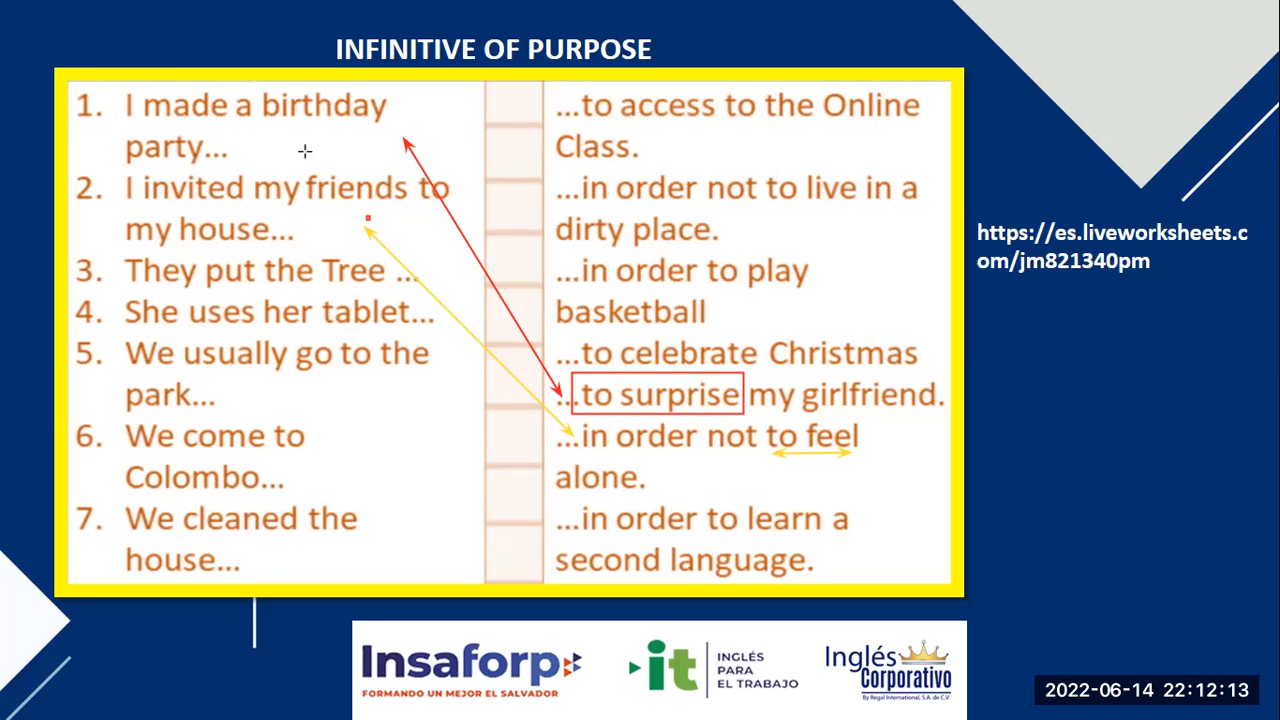 INFINITIVE OF PURPOSE
1. I made a birthday
party...
2. I invited my friends to
my house...
3. They put the Tree ...
4. She uses her tablet...
5. We usually go to the
park...
6. We come to
Colombo...
7. We cleaned the
house...
...to access to the Online
Class.
...in order not to live in a
dirty place.
...in order to play
basketball
...to celebrate Christmas
...to surprise my girlfriend.
...in order not to feel
alone.
...in order to learn a
second language.
https://es.liveworksheets.c
om/jm821340pm
Insaforp
FORMANDO UN MEJOR EL SALVADOR
it
INGLÉS
PARA
EL TRABAJO
Inglés
Corporativo
By Regal International, S.A. de C.V.
2022-06-14 22:12:13